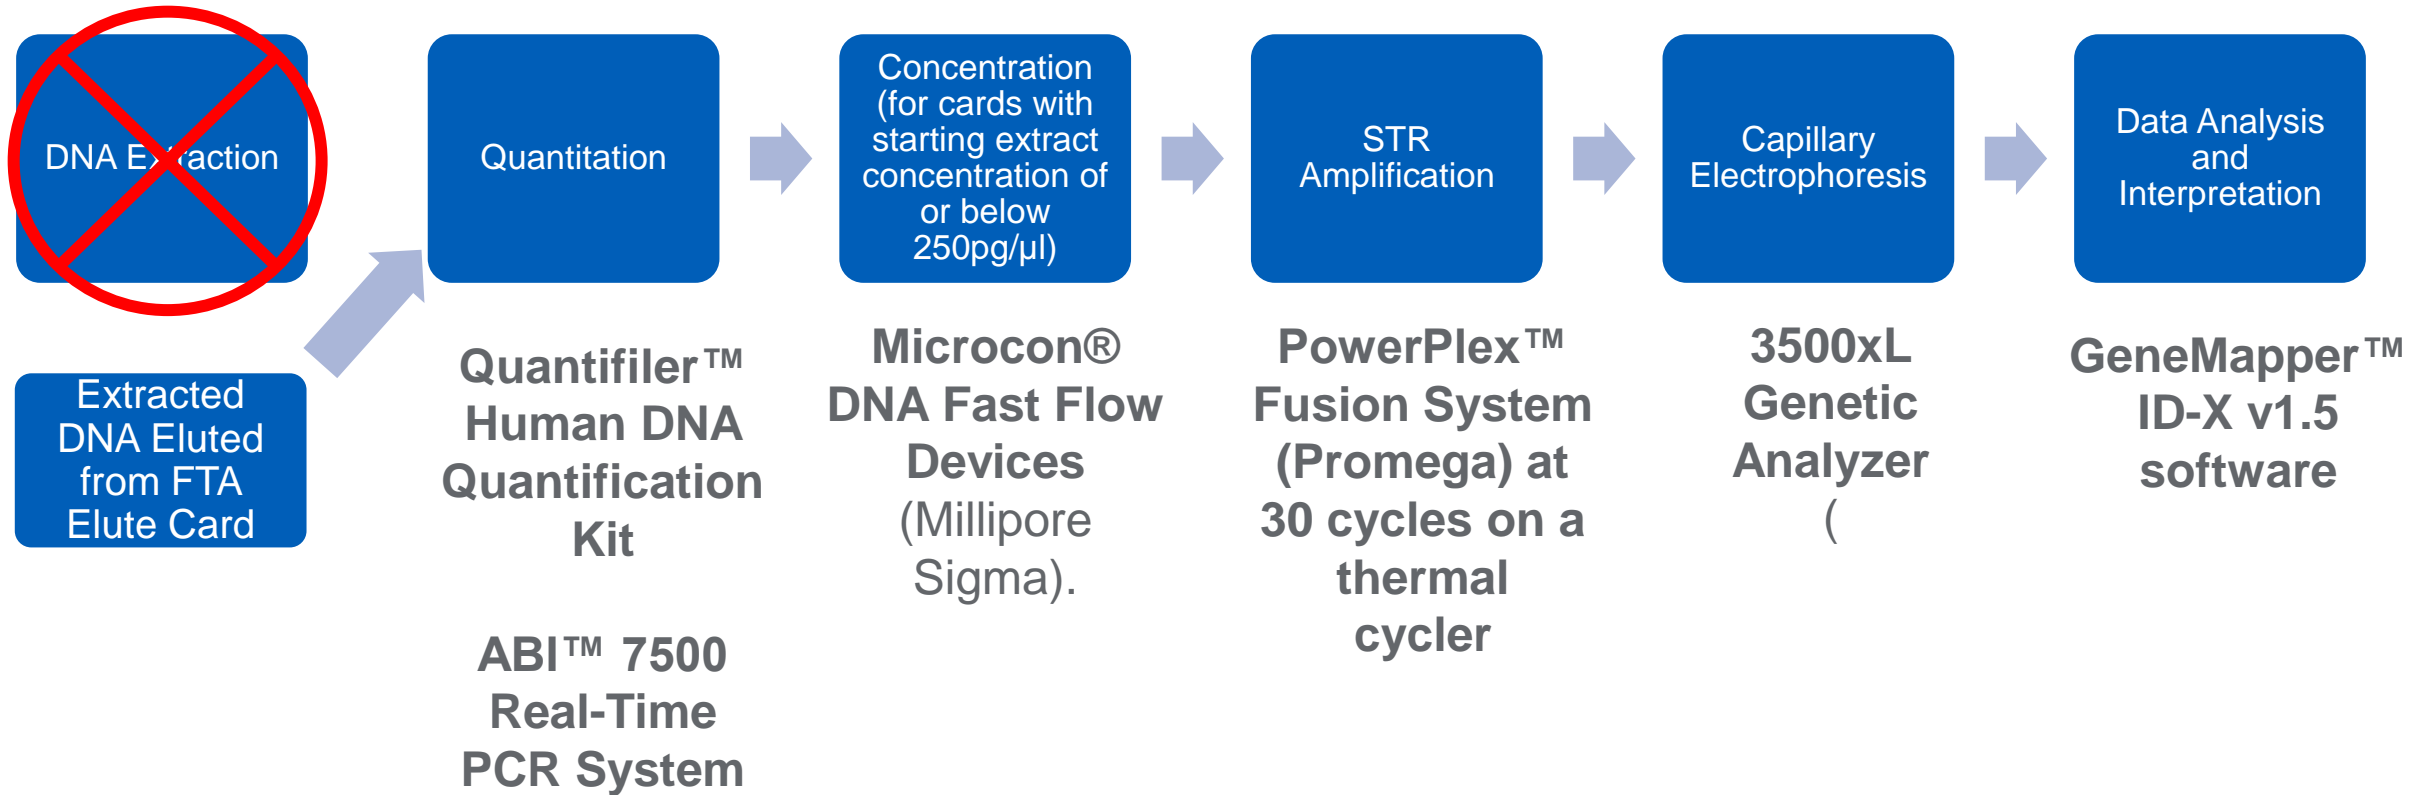 DNA Extraction
Extracted
DNA Eluted
from FTA
Elute Card
Quantitation
Quantifiler™
Human DNA
Quantification
Kit
ABI™ 7500
Real-Time
PCR System
Concentration
(for cards with
starting extract
concentration of
or below
250pg/µl)
Microcon®
DNA Fast Flow
Devices
(Millipore
Sigma).
STR
Amplification
PowerPlex™
Fusion System
(Promega) at
30 cycles on a
thermal
cycler
Capillary
Electrophoresis
3500xL
Genetic
Analyzer
(
Data Analysis
and
Interpretation
GeneMapper™
ID-X v1.5
software